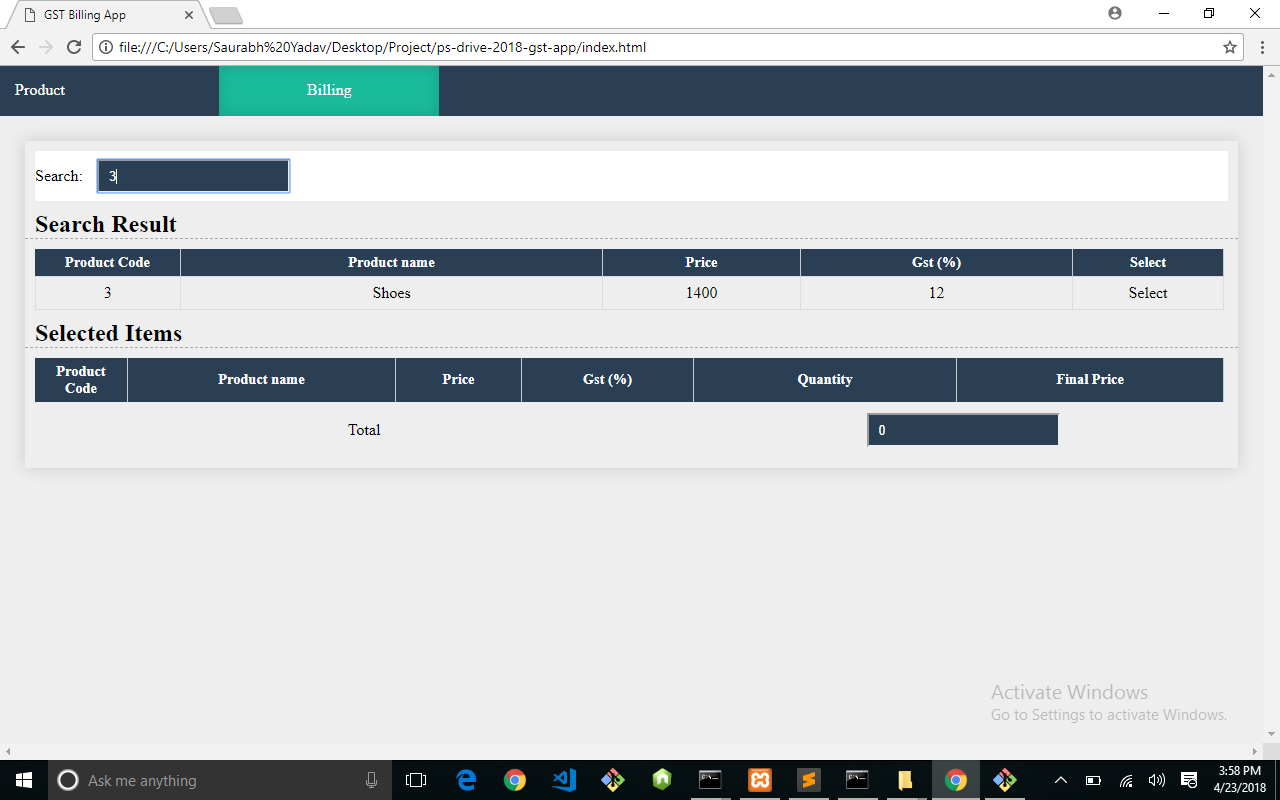 GST Billing App
file:///C:/Users/Saurabh%20Yadav/Desktop/Project/ps-drive-2018-gst-app/index.html
Product Billing
Search: 3
Search Result
Product Code Product name Price Gst (%) Select
3 Shoes 1400 12 Select
Selected Items
Product Code Product name Price Gst (%) Quantity Final Price
Total 0
Activate Windows
Go to Settings to activate Windows.
Ask me anything
3:58 PM
4/23/2018